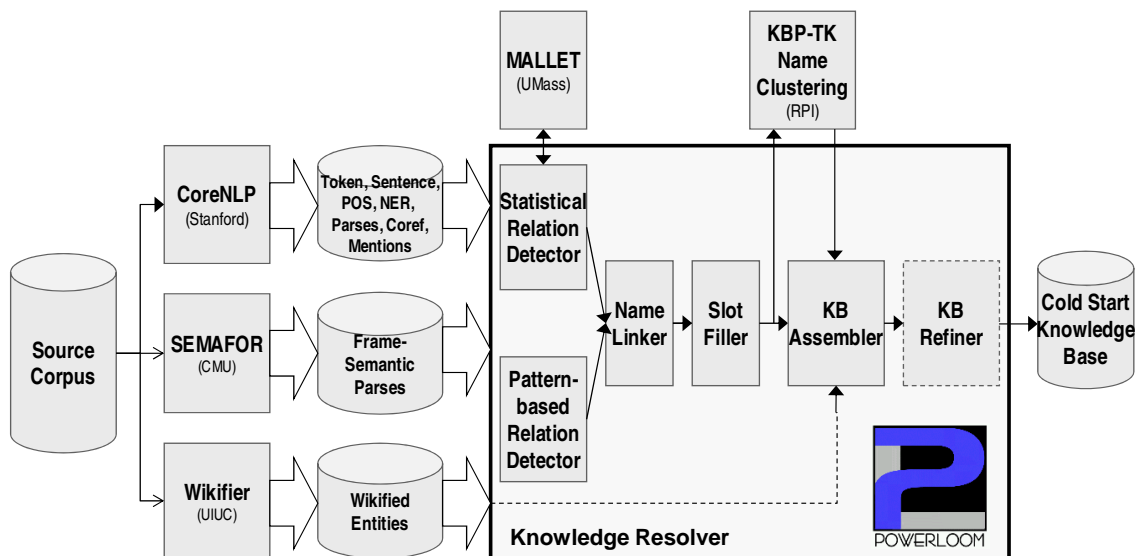 MALLET
(UMass)
KBP-TK
Name
Clustering
(RPI)
CoreNLP
(Stanford)
Token, Sentence,
POS, NER,
Parses, Coref,
Mentions
Statistical
Relation
Detector
Source
Corpus
SEMAFOR
(CMU)
Frame-
Semantic
Parses
Name
Linker
Slot
Filler
KB
Assembler
KB
Refiner
Cold Start
Knowledge
Base
Pattern-
based
Relation
Detector
Wikifier
(UIUC)
Wikified
Entities
Knowledge Resolver
POWERLOOM